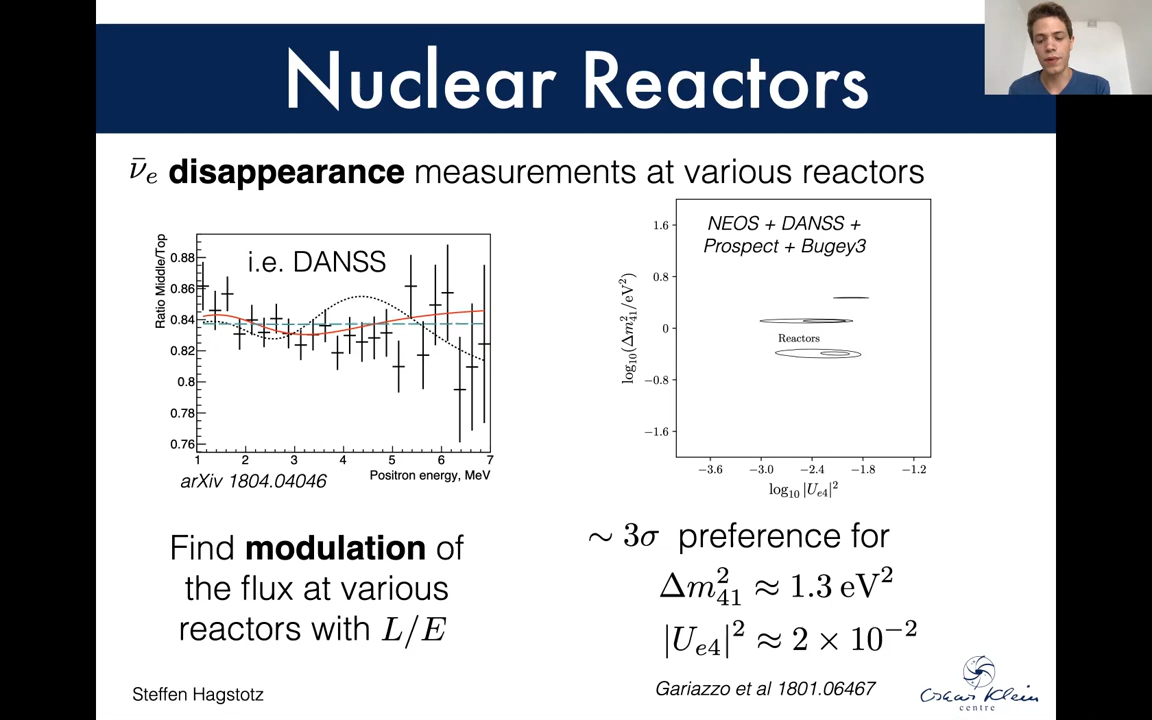 Nuclear Reactors
ν̄ₑ disappearance measurements at various reactors
i.e. DANSS
Ratio Middle/Top
0.88
0.86
0.84
0.82
0.8
0.78
0.76
1 2 3 4 5 6 7
Positron energy, MeV
arXiv 1804.04046
NEOS + DANSS +
Prospect + Bugey3
log₁₀(Δm²₄₁/eV²)
1.6
0.8
0
−0.8
−1.6
Reactors
−3.6 −3.0 −2.4 −1.8 −1.2
log₁₀|Uₑ₄|²
Find modulation of
the flux at various
reactors with L/E
∼ 3σ preference for
Δm²₄₁ ≈ 1.3 eV²
|Uₑ₄|² ≈ 2 × 10⁻²
Gariazzo et al 1801.06467
Steffen Hagstotz
Oskar Klein
centre